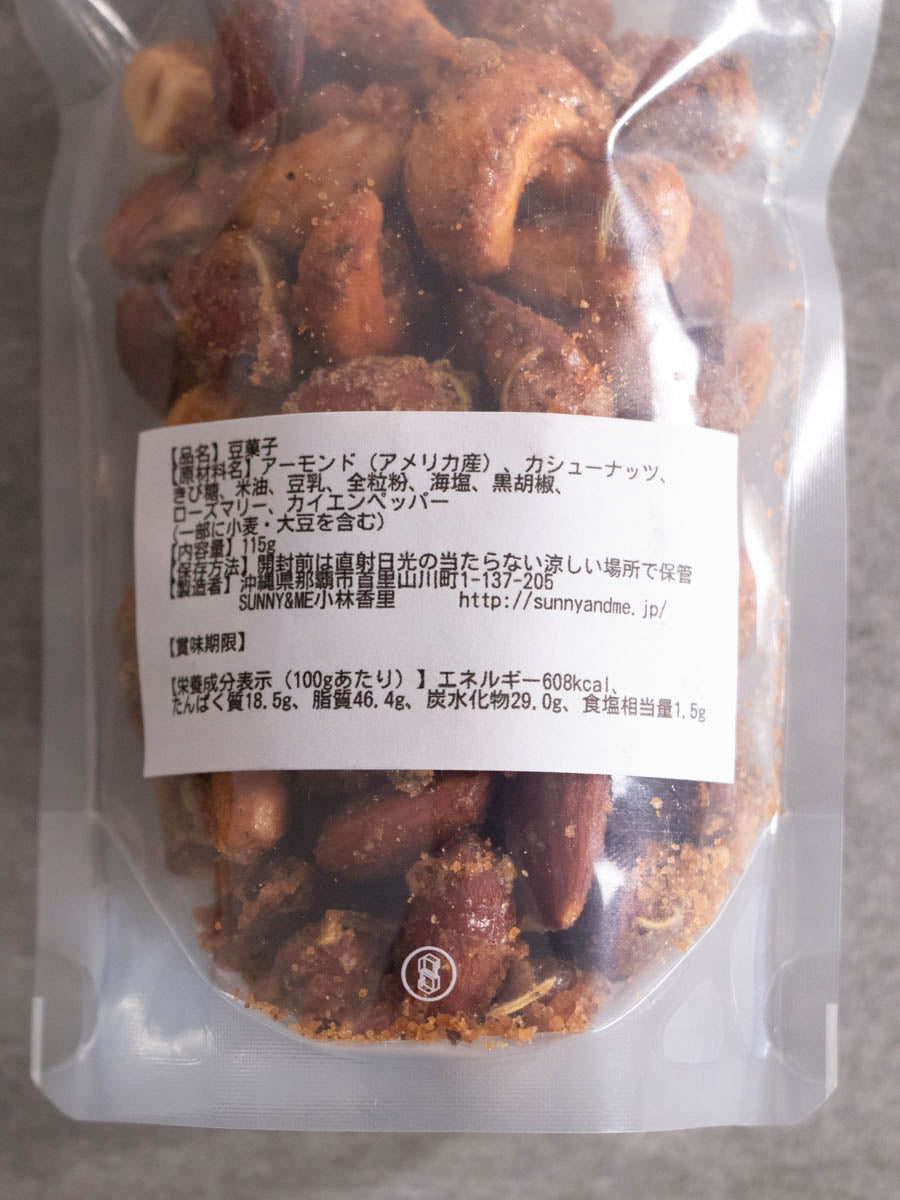 【品名】豆菓子
【原材料名】アーモンド（アメリカ産）、カシューナッツ、
きび糖、米油、豆乳、全粒粉、海塩、黒胡椒、
ローズマリー、カイエンペッパー
（一部に小麦・大豆を含む）
【内容量】115g
【保存方法】開封前は直射日光の当たらない涼しい場所で保管
【製造者】沖縄県那覇市首里山川町1-137-205
SUNNY&ME小林香里 http://sunnyandme.jp/
【賞味期限】
【栄養成分表示（100gあたり）】エネルギー608kcal、
たんぱく質18.5g、脂質46.4g、炭水化物29.0g、食塩相当量1.5g